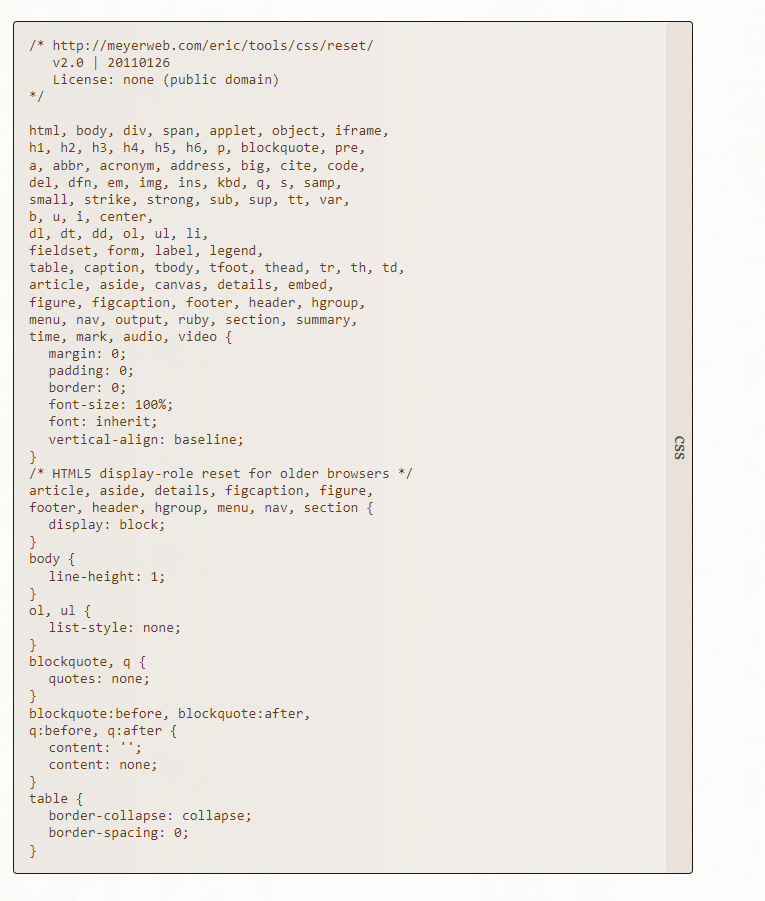 /* http://meyerweb.com/eric/tools/css/reset/
   v2.0 | 20110126
   License: none (public domain)
*/

html, body, div, span, applet, object, iframe,
h1, h2, h3, h4, h5, h6, p, blockquote, pre,
a, abbr, acronym, address, big, cite, code,
del, dfn, em, img, ins, kbd, q, s, samp,
small, strike, strong, sub, sup, tt, var,
b, u, i, center,
dl, dt, dd, ol, ul, li,
fieldset, form, label, legend,
table, caption, tbody, tfoot, thead, tr, th, td,
article, aside, canvas, details, embed,
figure, figcaption, footer, header, hgroup,
menu, nav, output, ruby, section, summary,
time, mark, audio, video {
  margin: 0;
  padding: 0;
  border: 0;
  font-size: 100%;
  font: inherit;
  vertical-align: baseline;
}
/* HTML5 display-role reset for older browsers */
article, aside, details, figcaption, figure,
footer, header, hgroup, menu, nav, section {
  display: block;
}
body {
  line-height: 1;
}
ol, ul {
  list-style: none;
}
blockquote, q {
  quotes: none;
}
blockquote:before, blockquote:after,
q:before, q:after {
  content: '';
  content: none;
}
table {
  border-collapse: collapse;
  border-spacing: 0;
}
CSS